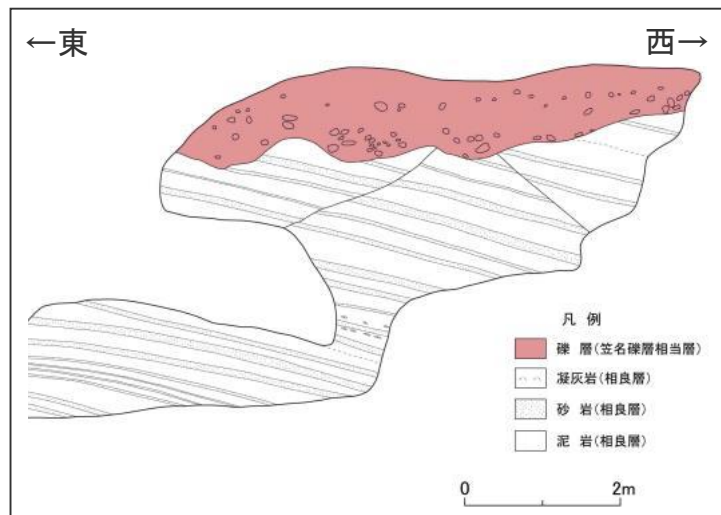 ←東
西→
凡 例
礫 層(笠名礫層相当層)
凝灰岩(相良層)
砂 岩(相良層)
泥 岩(相良層)
0 2m